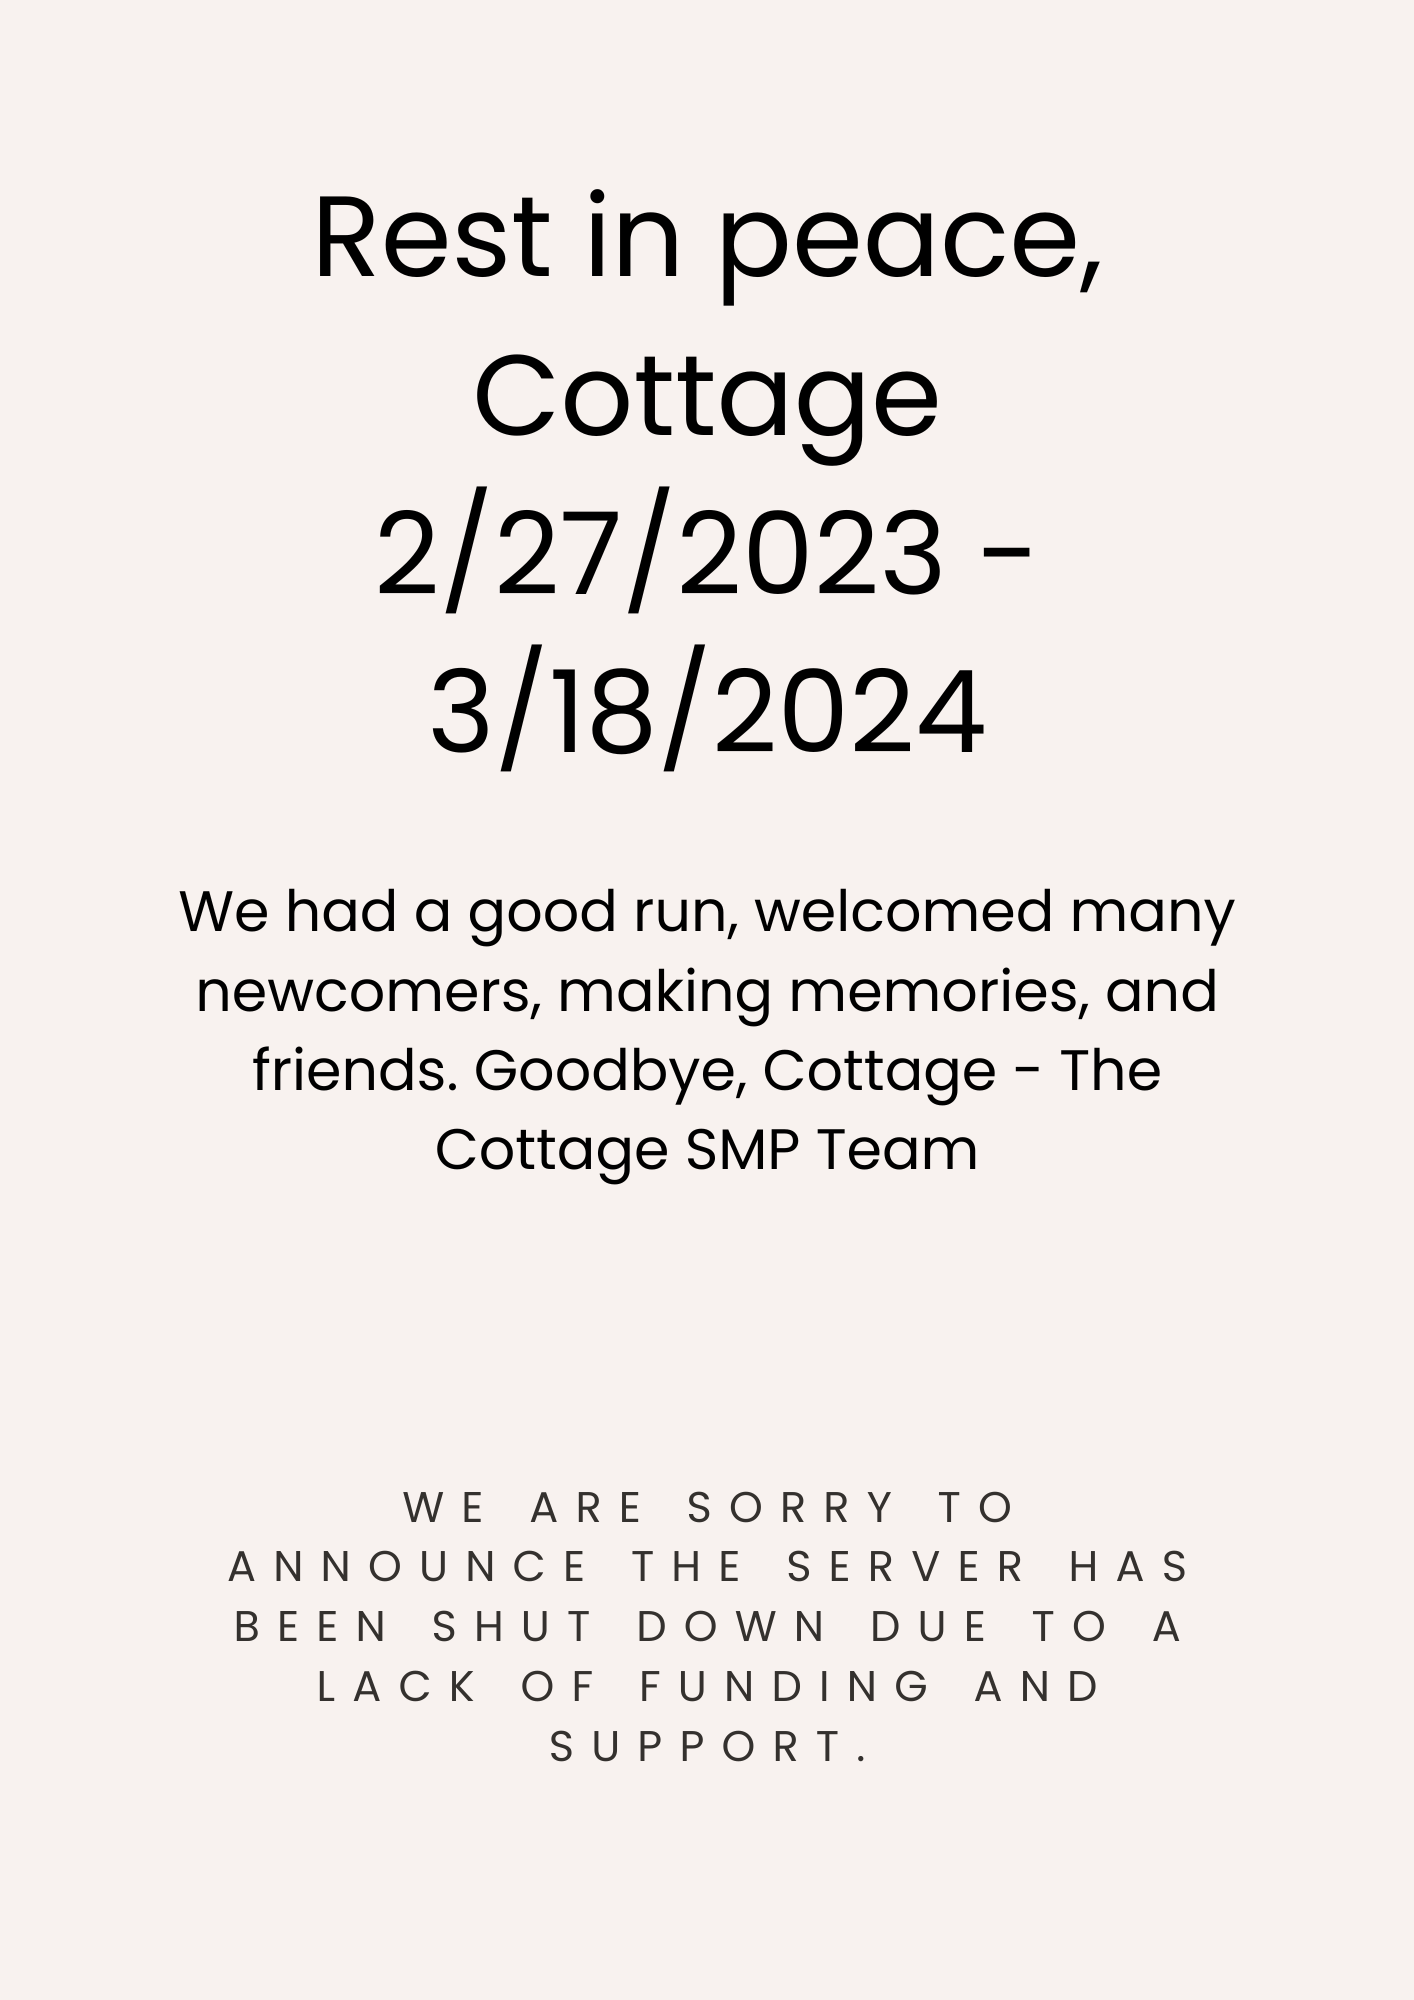 Rest in peace,
Cottage
2/27/2023 -
3/18/2024
We had a good run, welcomed many
newcomers, making memories, and
friends. Goodbye, Cottage - The
Cottage SMP Team
WE ARE SORRY TO
ANNOUNCE THE SERVER HAS
BEEN SHUT DOWN DUE TO A
LACK OF FUNDING AND
SUPPORT.